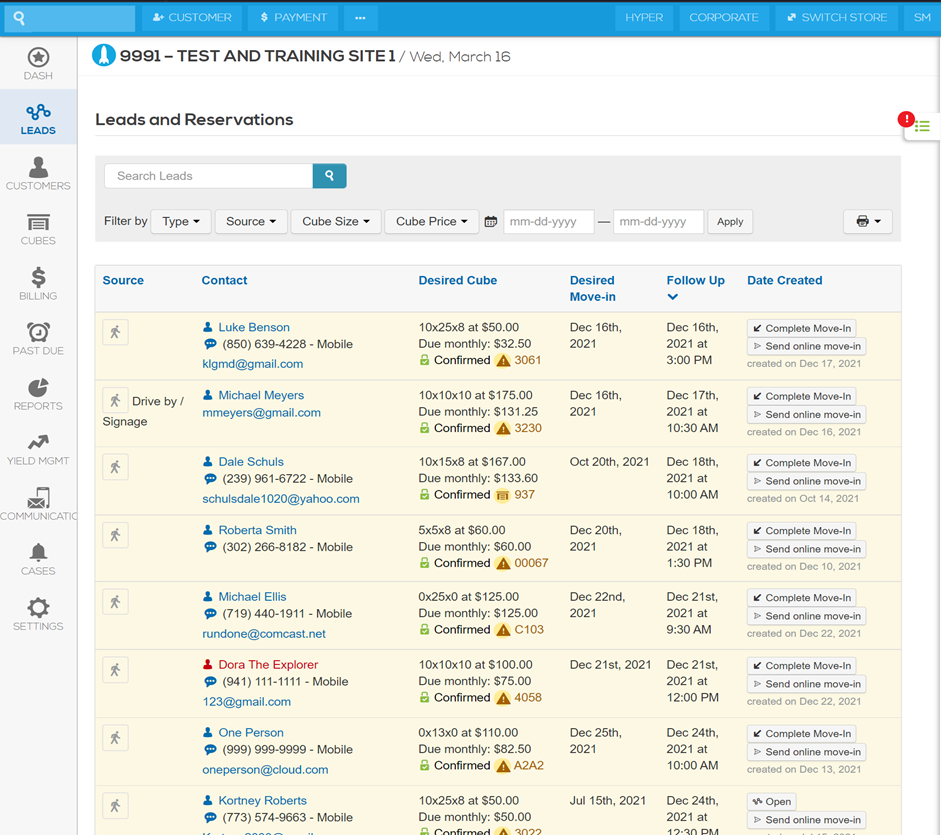 CUSTOMER
$ PAYMENT
HYPER
CORPORATE
SWITCH STORE
SM
DASH
LEADS
CUSTOMERS
CUBES
BILLING
PAST DUE
REPORTS
YIELD MGMT
COMMUNICATIC
CASES
SETTINGS
9991 – TEST AND TRAINING SITE 1 / Wed, March 16
Leads and Reservations
Search Leads
Filter by Type Source Cube Size Cube Price mm-dd-yyyy — mm-dd-yyyy Apply
Source Contact Desired Cube Desired Follow Up Date Created
Move-in
Luke Benson 10x25x8 at $50.00 Dec 16th, Dec 16th, Complete Move-In
(850) 639-4228 - Mobile Due monthly: $32.50 2021 2021 at Send online move-in
klgmd@gmail.com Confirmed 3061 3:00 PM created on Dec 17, 2021
Drive by / Michael Meyers 10x10x10 at $175.00 Dec 16th, Dec 17th, Complete Move-In
Signage mmeyers@gmail.com Due monthly: $131.25 2021 2021 at Send online move-in
Confirmed 3230 10:30 AM created on Dec 16, 2021
Dale Schuls 10x15x8 at $167.00 Oct 20th, 2021 Dec 18th, Complete Move-In
(239) 961-6722 - Mobile Due monthly: $133.60 2021 at Send online move-in
schulsdale1020@yahoo.com Confirmed 937 10:00 AM created on Oct 14, 2021
Roberta Smith 5x5x8 at $60.00 Dec 20th, Dec 18th, Complete Move-In
(302) 266-8182 - Mobile Due monthly: $60.00 2021 2021 at Send online move-in
Confirmed 00067 1:30 PM created on Dec 10, 2021
Michael Ellis 0x25x0 at $125.00 Dec 22nd, Dec 21st, Complete Move-In
(719) 440-1911 - Mobile Due monthly: $125.00 2021 2021 at Send online move-in
rundone@comcast.net Confirmed C103 9:30 AM created on Dec 22, 2021
Dora The Explorer 10x10x10 at $100.00 Dec 21st, 2021 Dec 21st, Complete Move-In
(941) 111-1111 - Mobile Due monthly: $75.00 2021 at Send online move-in
123@gmail.com Confirmed 4058 12:00 PM created on Dec 22, 2021
One Person 0x13x0 at $110.00 Dec 25th, Dec 24th, Complete Move-In
(999) 999-9999 - Mobile Due monthly: $82.50 2021 2021 at Send online move-in
oneperson@cloud.com Confirmed A2A2 10:00 AM created on Dec 13, 2021
Kortney Roberts 10x25x8 at $50.00 Jul 15th, 2021 Dec 24th, Open
(773) 574-9663 - Mobile Due monthly: $50.00 2021 at Send online move-in
Confirmed 3022 12:30 PM